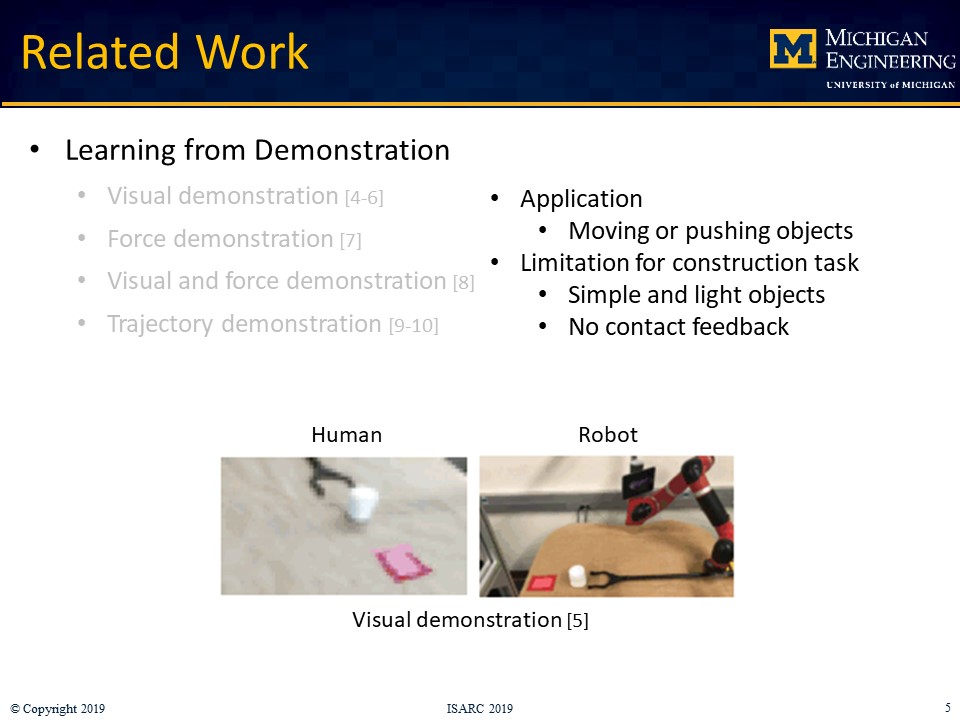 Related Work
M
MICHIGAN
ENGINEERING
UNIVERSITY of MICHIGAN
• Learning from Demonstration
• Visual demonstration [4-6]
• Force demonstration [7]
• Visual and force demonstration [8]
• Trajectory demonstration [9-10]
• Application
• Moving or pushing objects
• Limitation for construction task
• Simple and light objects
• No contact feedback
Human
Robot
Visual demonstration [5]
© Copyright 2019
ISARC 2019
5